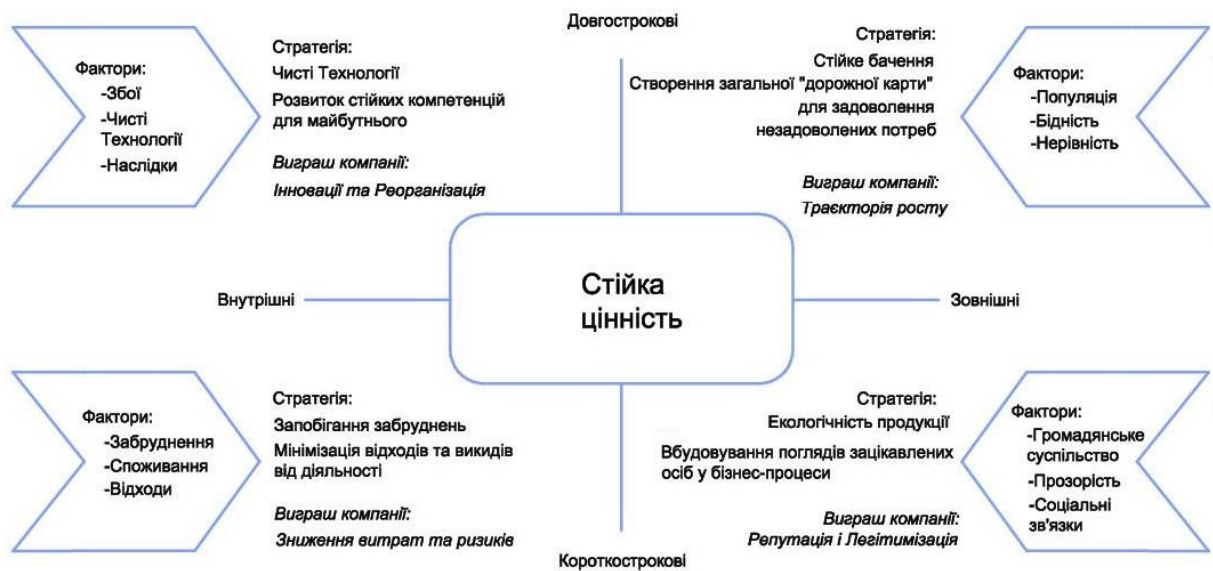 Довгострокові
Фактори:
-Збої
-Чисті
Технології
-Наслідки
Стратегія:
Чисті Технології
Розвиток стійких компетенцій
для майбутнього
Виграш компанії:
Інновації та Реорганізація
Стратегія:
Стійке бачення
Створення загальної "дорожної карти"
для задоволення
незадоволених потреб
Виграш компанії:
Траєкторія росту
Фактори:
-Популяція
-Бідність
-Нерівність
Внутрішні
Стійка
цінність
Зовнішні
Фактори:
-Забруднення
-Споживання
-Відходи
Стратегія:
Запобігання забруднень
Мінімізація відходів та викидів
від діяльності
Виграш компанії:
Зниження витрат та ризиків
Стратегія:
Екологічність продукції
Вбудовування поглядів зацікавлених
осіб у бізнес-процеси
Виграш компанії:
Репутація і Легітимізація
Фактори:
-Громадянське
суспільство
-Прозорість
-Соціальні
зв'язки
Короткострокові